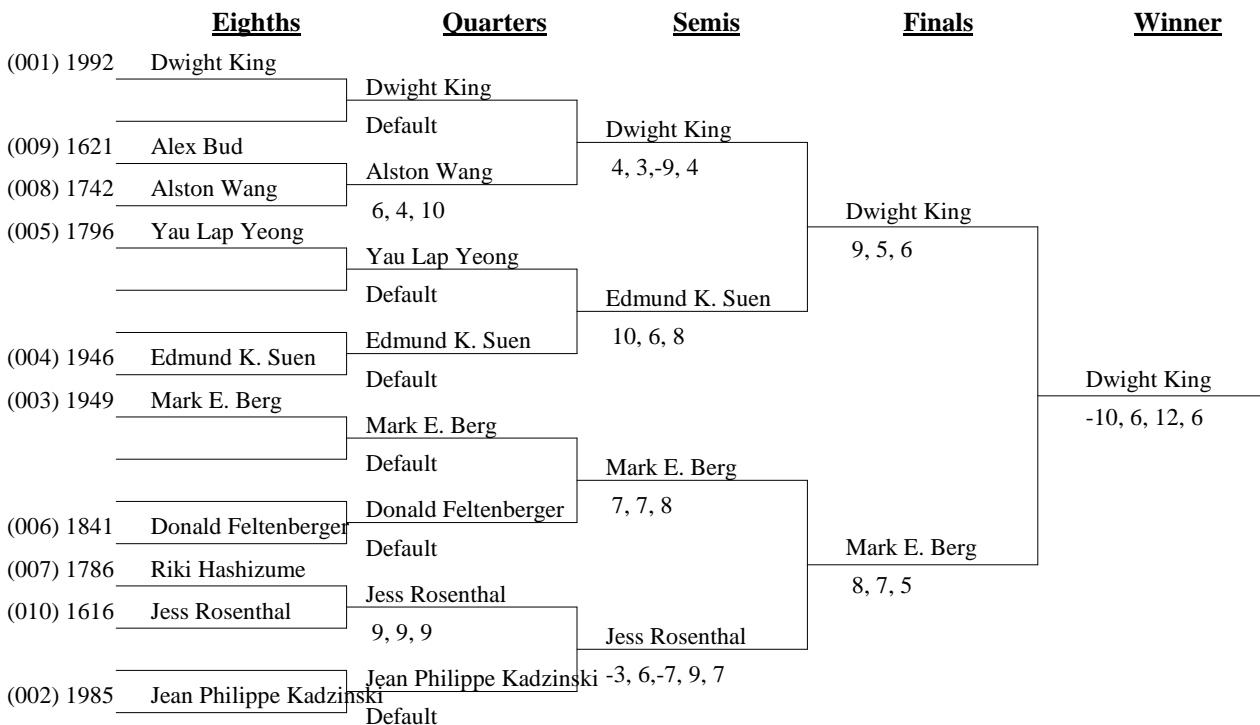 Eighths Quarters Semis Finals Winner
(001) 1992 Dwight King
Dwight King
Default
Dwight King
(009) 1621 Alex Bud
4, 3,-9, 4
Alston Wang
(008) 1742 Alston Wang
6, 4, 10
Dwight King
(005) 1796 Yau Lap Yeong
9, 5, 6
Yau Lap Yeong
Default
Edmund K. Suen
10, 6, 8
Edmund K. Suen
(004) 1946 Edmund K. Suen
Default
Dwight King
(003) 1949 Mark E. Berg
-10, 6, 12, 6
Mark E. Berg
Default
Mark E. Berg
7, 7, 8
Donald Feltenberger
(006) 1841 Donald Feltenberger
Default
Mark E. Berg
(007) 1786 Riki Hashizume
8, 7, 5
Jess Rosenthal
(010) 1616 Jess Rosenthal
9, 9, 9
Jess Rosenthal
-3, 6,-7, 9, 7
Jean Philippe Kadzinski
(002) 1985 Jean Philippe Kadzinski
Default